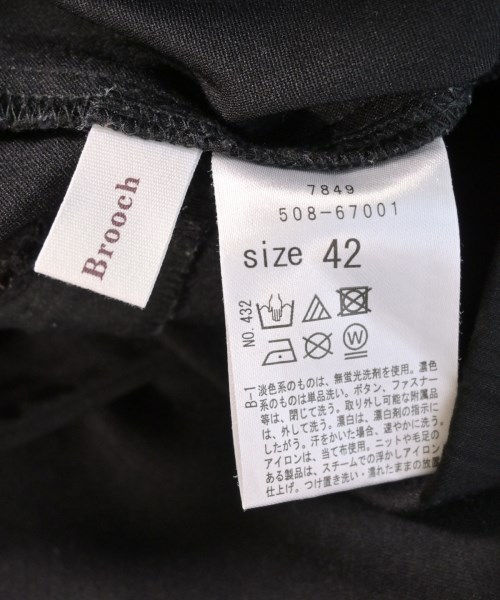 Brooch
7849
508-67001
size 42
NO.432
W
B-1
淡色系のものは、無蛍光洗剤を使用。濃色
系のものは単品洗い。ボタン、ファスナー
等は、閉じて洗う。取り外し可能な附属品
は、外して洗う。漂白は、漂白剤の指示に
したがう。汗をかいた場合、速やかに洗う。
アイロンは、当て布使用。ニットや毛足の
ある製品は、スチームでの浮かしアイロン
仕上げ。つけ置き洗い・濡れたままの放置